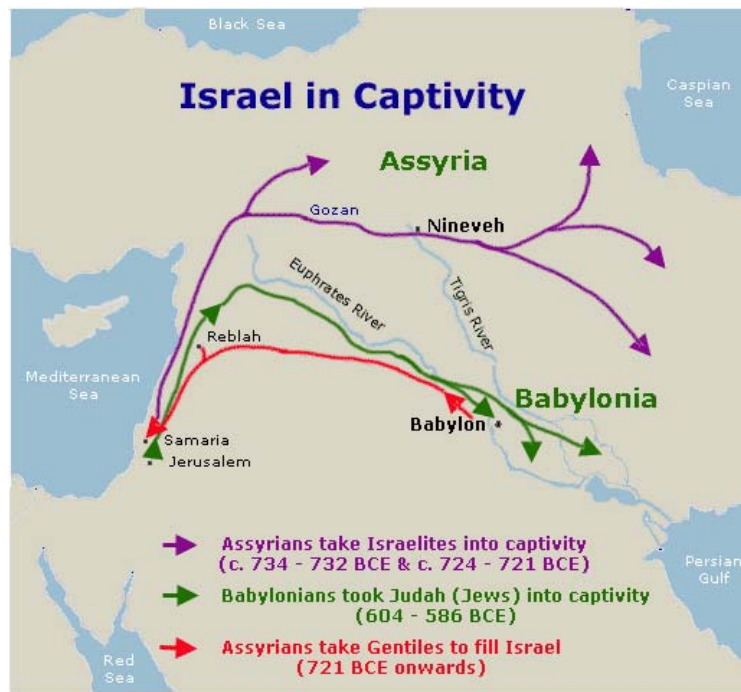 Black Sea
Caspian
Sea
Israel in Captivity
Assyria
Gozan
Nineveh
Euphrates River
Tigris River
Reblah
Mediterranean
Sea
Babylonia
Babylon
Samaria
Jerusalem
Assyrians take Israelites into captivity
(c. 734 - 732 BCE & c. 724 - 721 BCE)
Babylonians took Judah (Jews) into captivity
(604 - 586 BCE)
Assyrians take Gentiles to fill Israel
(721 BCE onwards)
Persian
Gulf
Red
Sea